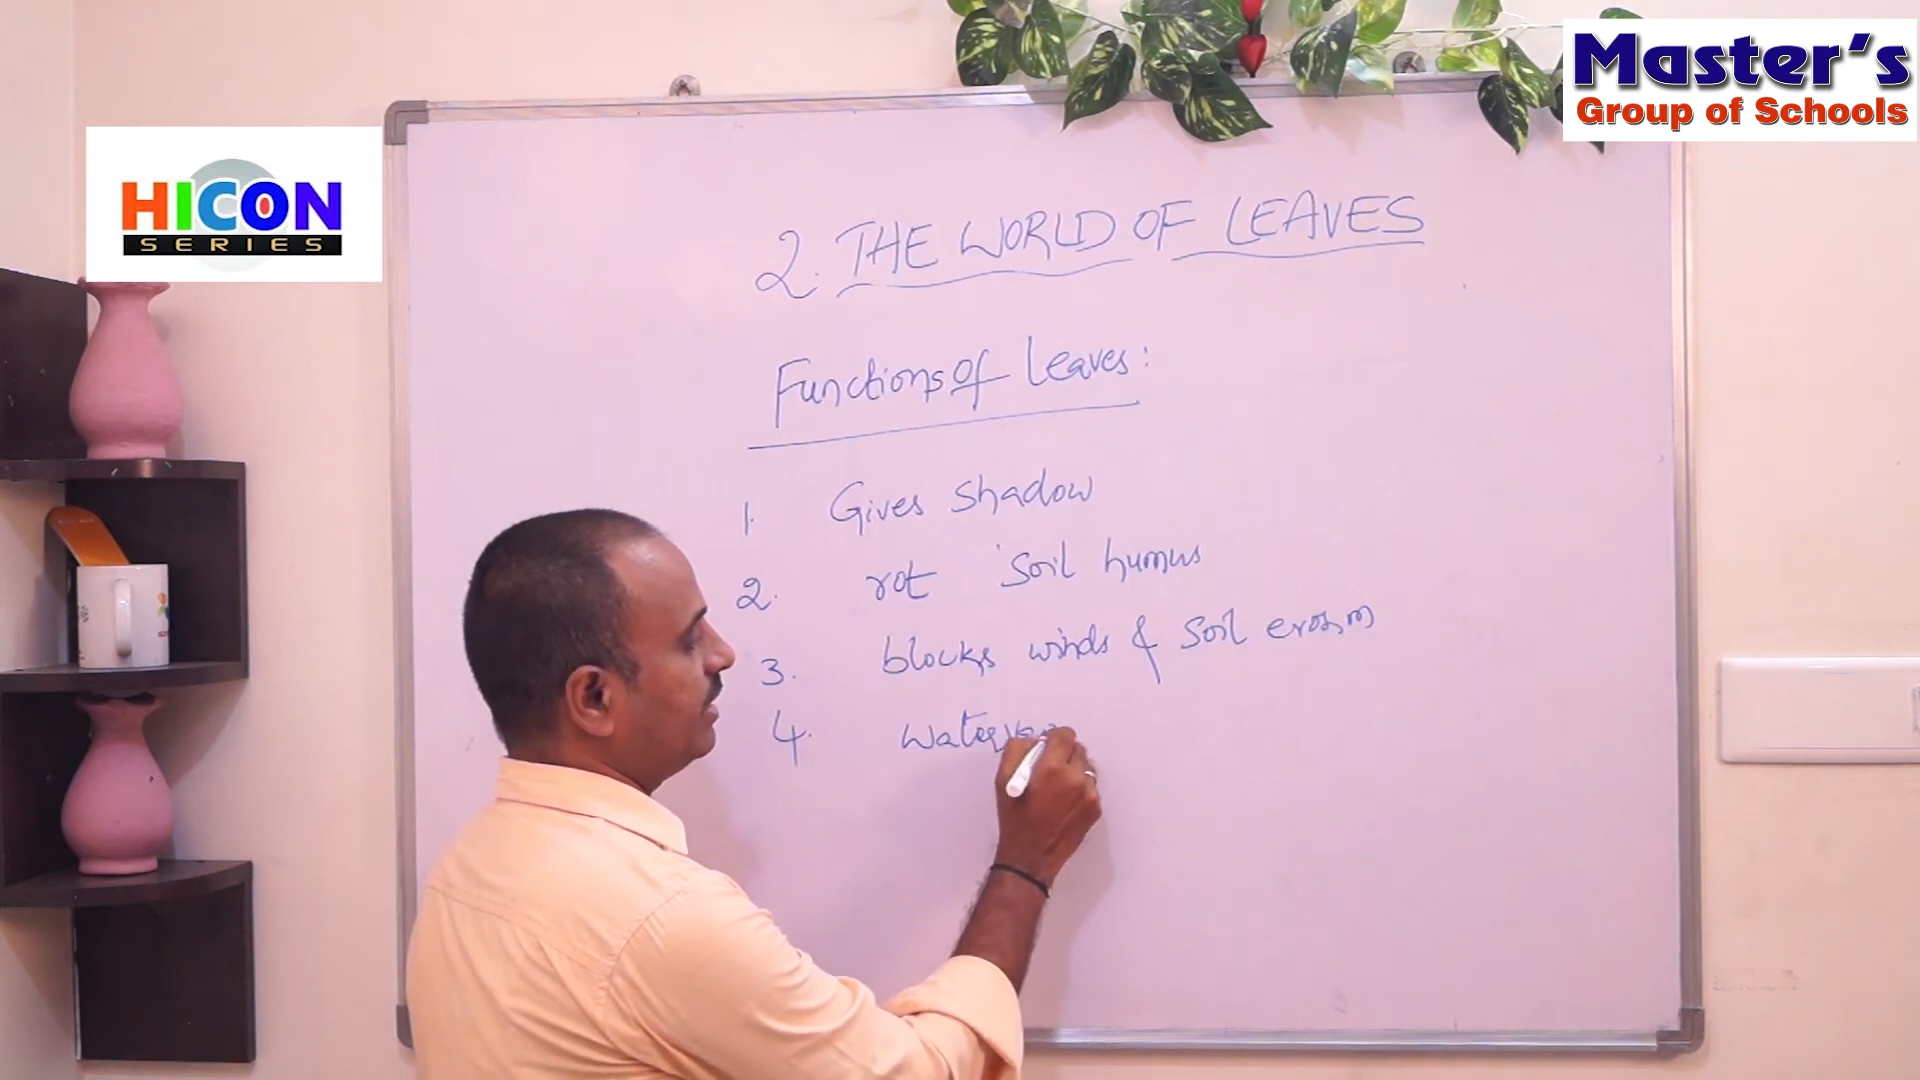 Master's
Group of Schools
HICON
SERIES
2. THE WORLD OF LEAVES
Functions of Leaves:
1. Gives Shadow
2. rot soil humus
3. blocks winds & soil erosion
4. Water